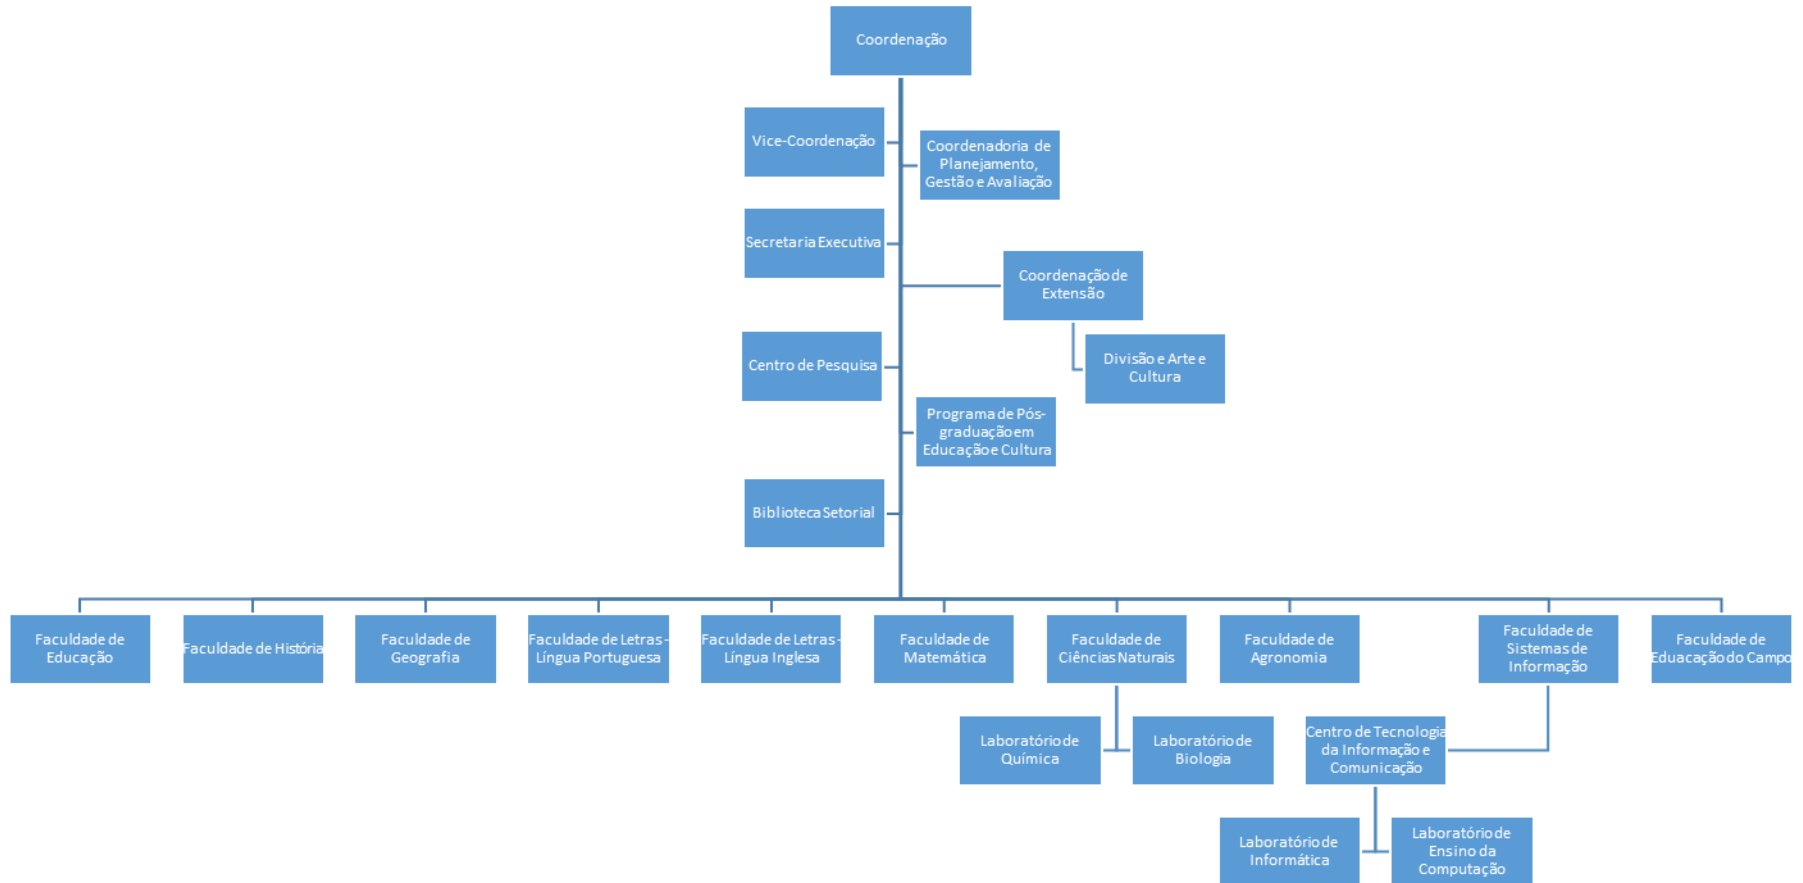 Coordenação
Vice-Coordenação
Coordenadoria de
Planejamento,
Gestão e Avaliação
Secretaria Executiva
Coordenação de
Extensão
Divisão e Arte e
Cultura
Centro de Pesquisa
Programa de Pós-
graduação em
Educação e Cultura
Biblioteca Setorial
Faculdade de
Educação
Faculdade de História
Faculdade de
Geografia
Faculdade de Letras -
Língua Portuguesa
Faculdade de Letras -
Língua Inglesa
Faculdade de
Matemática
Faculdade de
Ciências Naturais
Faculdade de
Agronomia
Faculdade de
Sistemas de
Informação
Faculdade de
Eduacação do Campo
Laboratório de
Química
Laboratório de
Biologia
Centro de Tecnologia
da Informação e
Comunicação
Laboratório de
Informática
Laboratório de
Ensino da
Computação